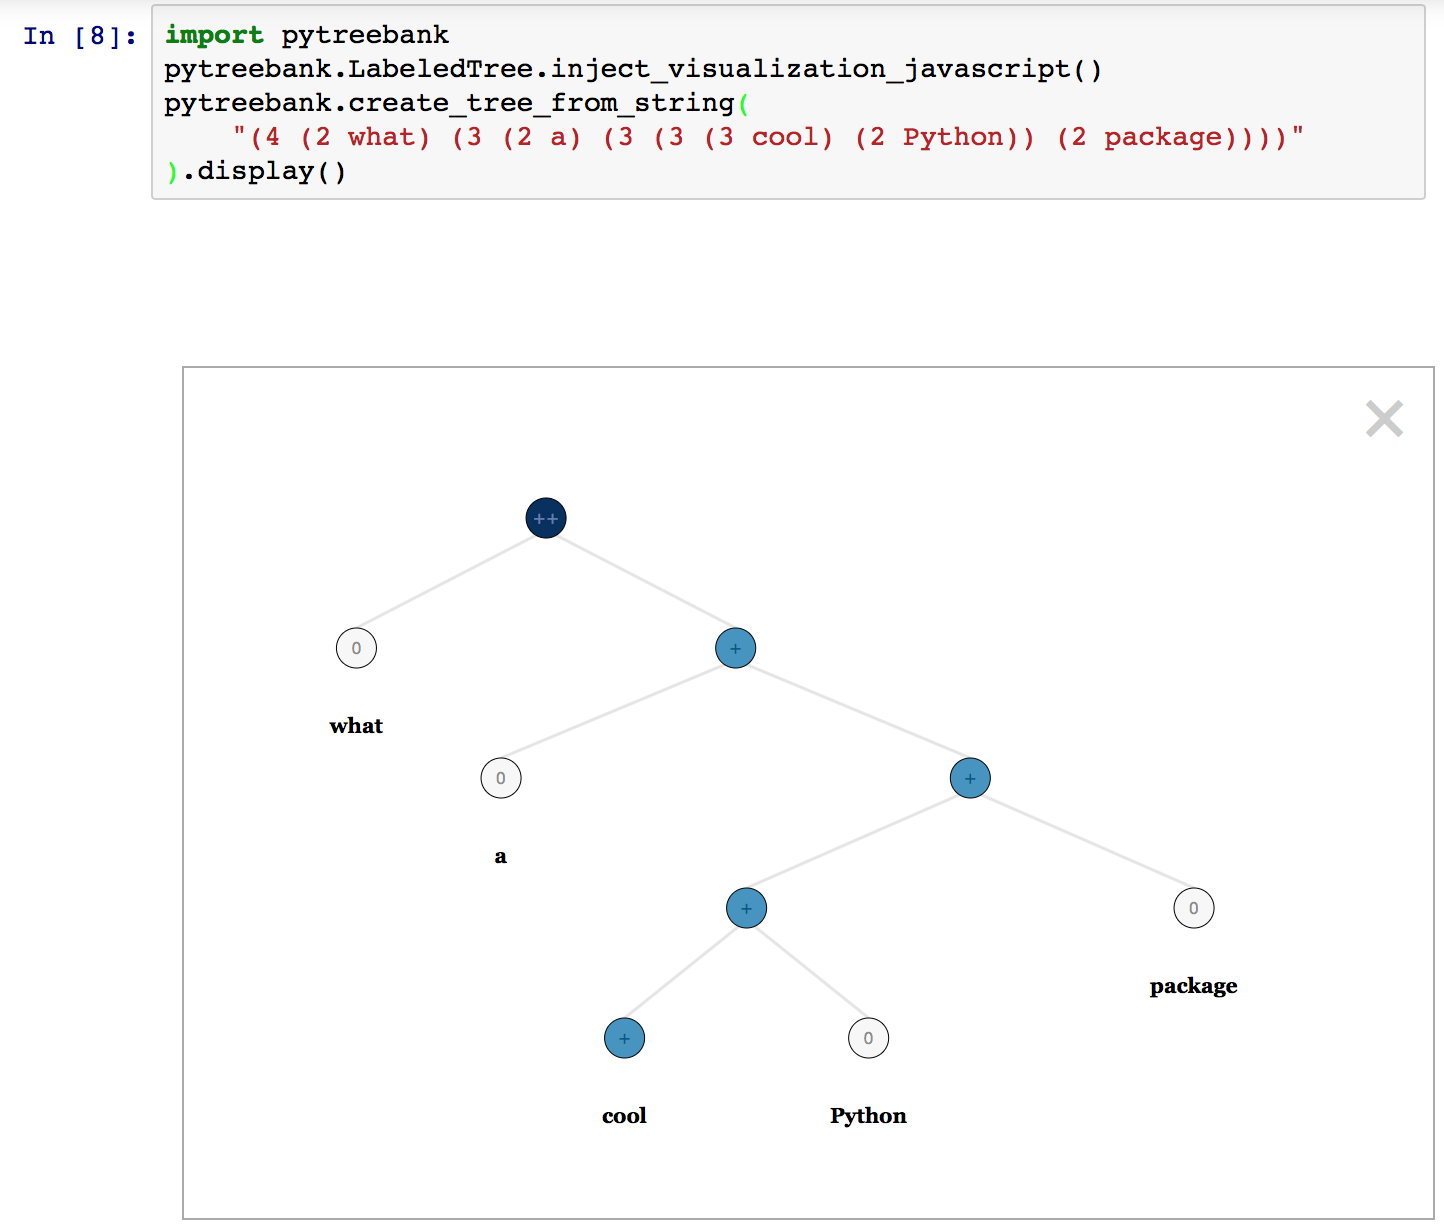 In [8]: import pytreebank
pytreebank.LabeledTree.inject_visualization_javascript()
pytreebank.create_tree_from_string(
    "(4 (2 what) (3 (2 a) (3 (3 (3 cool) (2 Python)) (2 package))))"
).display()
++
0 +
what
0 +
a
+ 0
package
+ 0
cool Python